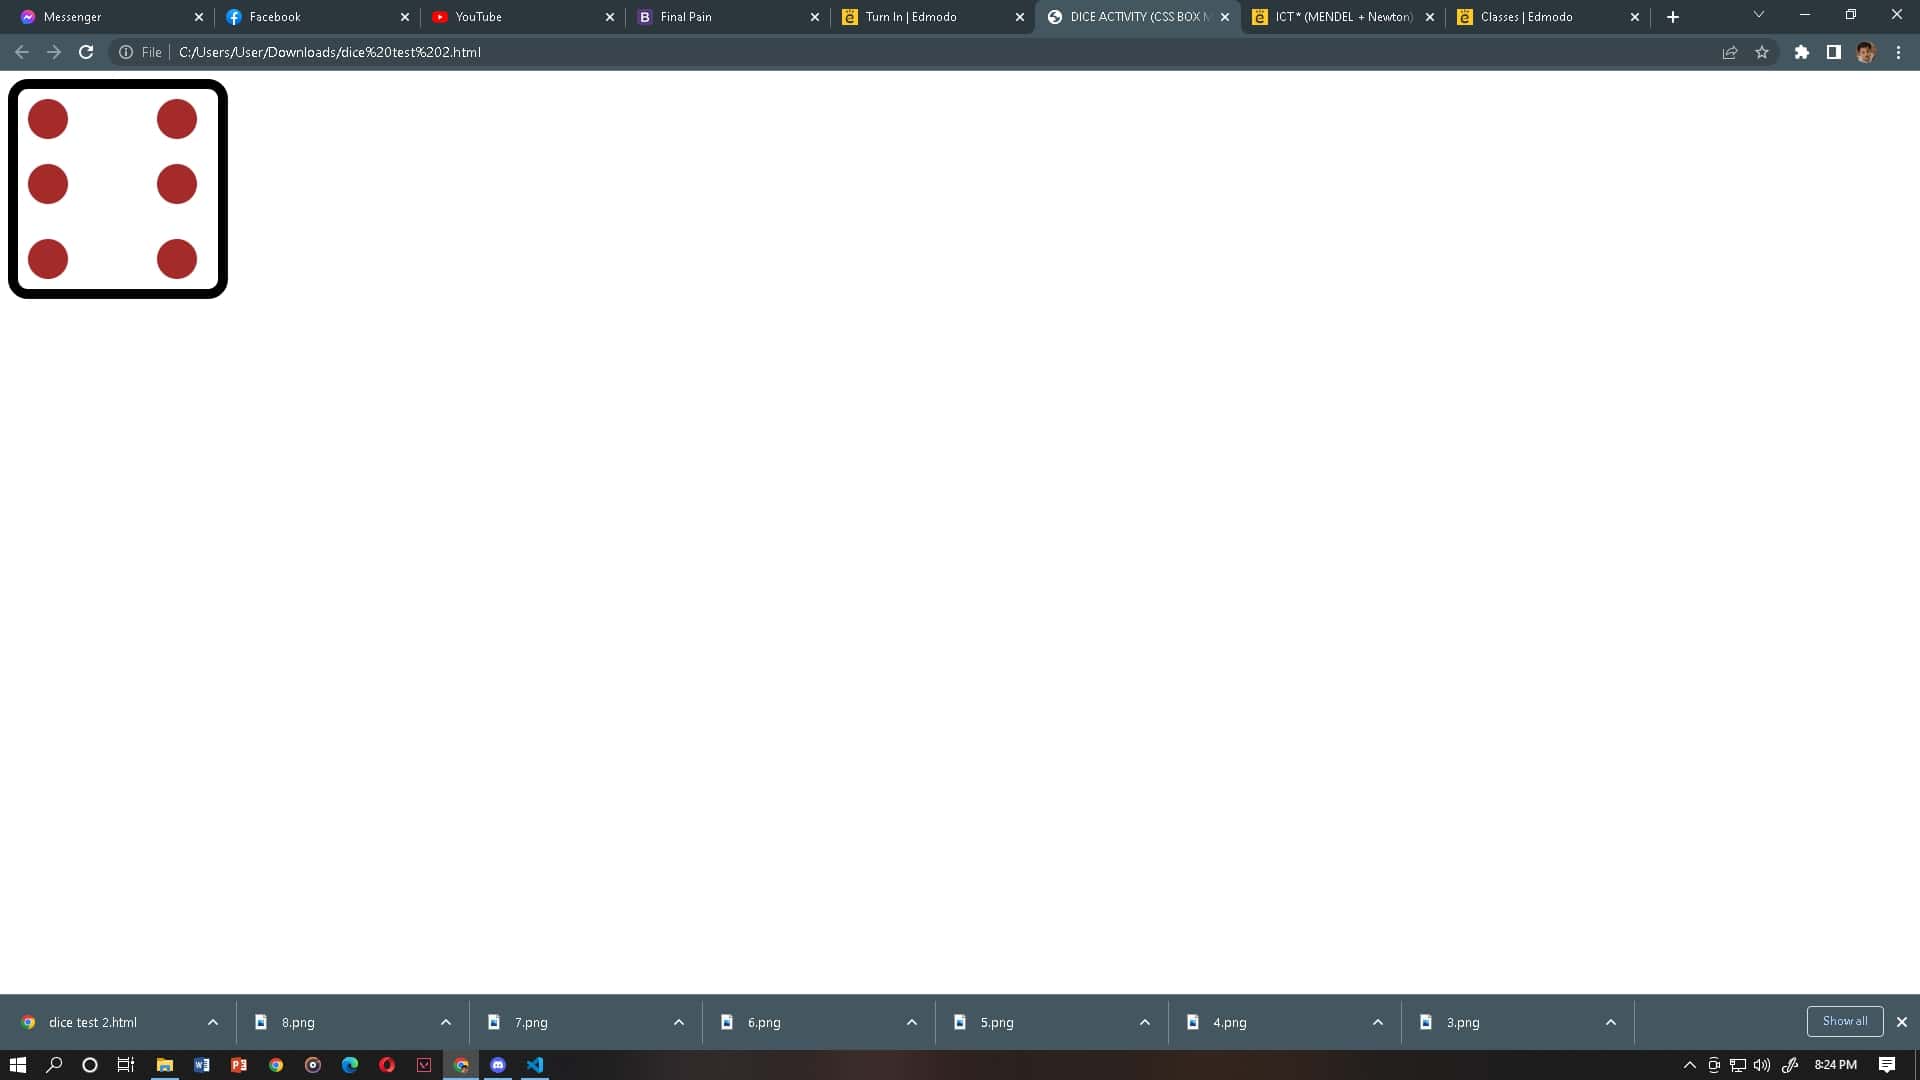 Messenger
Facebook
YouTube
Final Pain
Turn In | Edmodo
DICE ACTIVITY (CSS BOX M
ICT * (MENDEL + Newton)
Classes | Edmodo
File
C:/Users/User/Downloads/dice%20test%202.html
dice test 2.html
8.png
7.png
6.png
5.png
4.png
3.png
Show all
8:24 PM